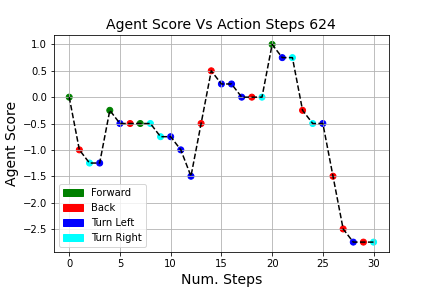 Agent Score Vs Action Steps 624
Agent Score
1.0
0.5
0.0
−0.5
−1.0
−1.5
−2.0
−2.5
Forward
Back
Turn Left
Turn Right
0 5 10 15 20 25 30
Num. Steps